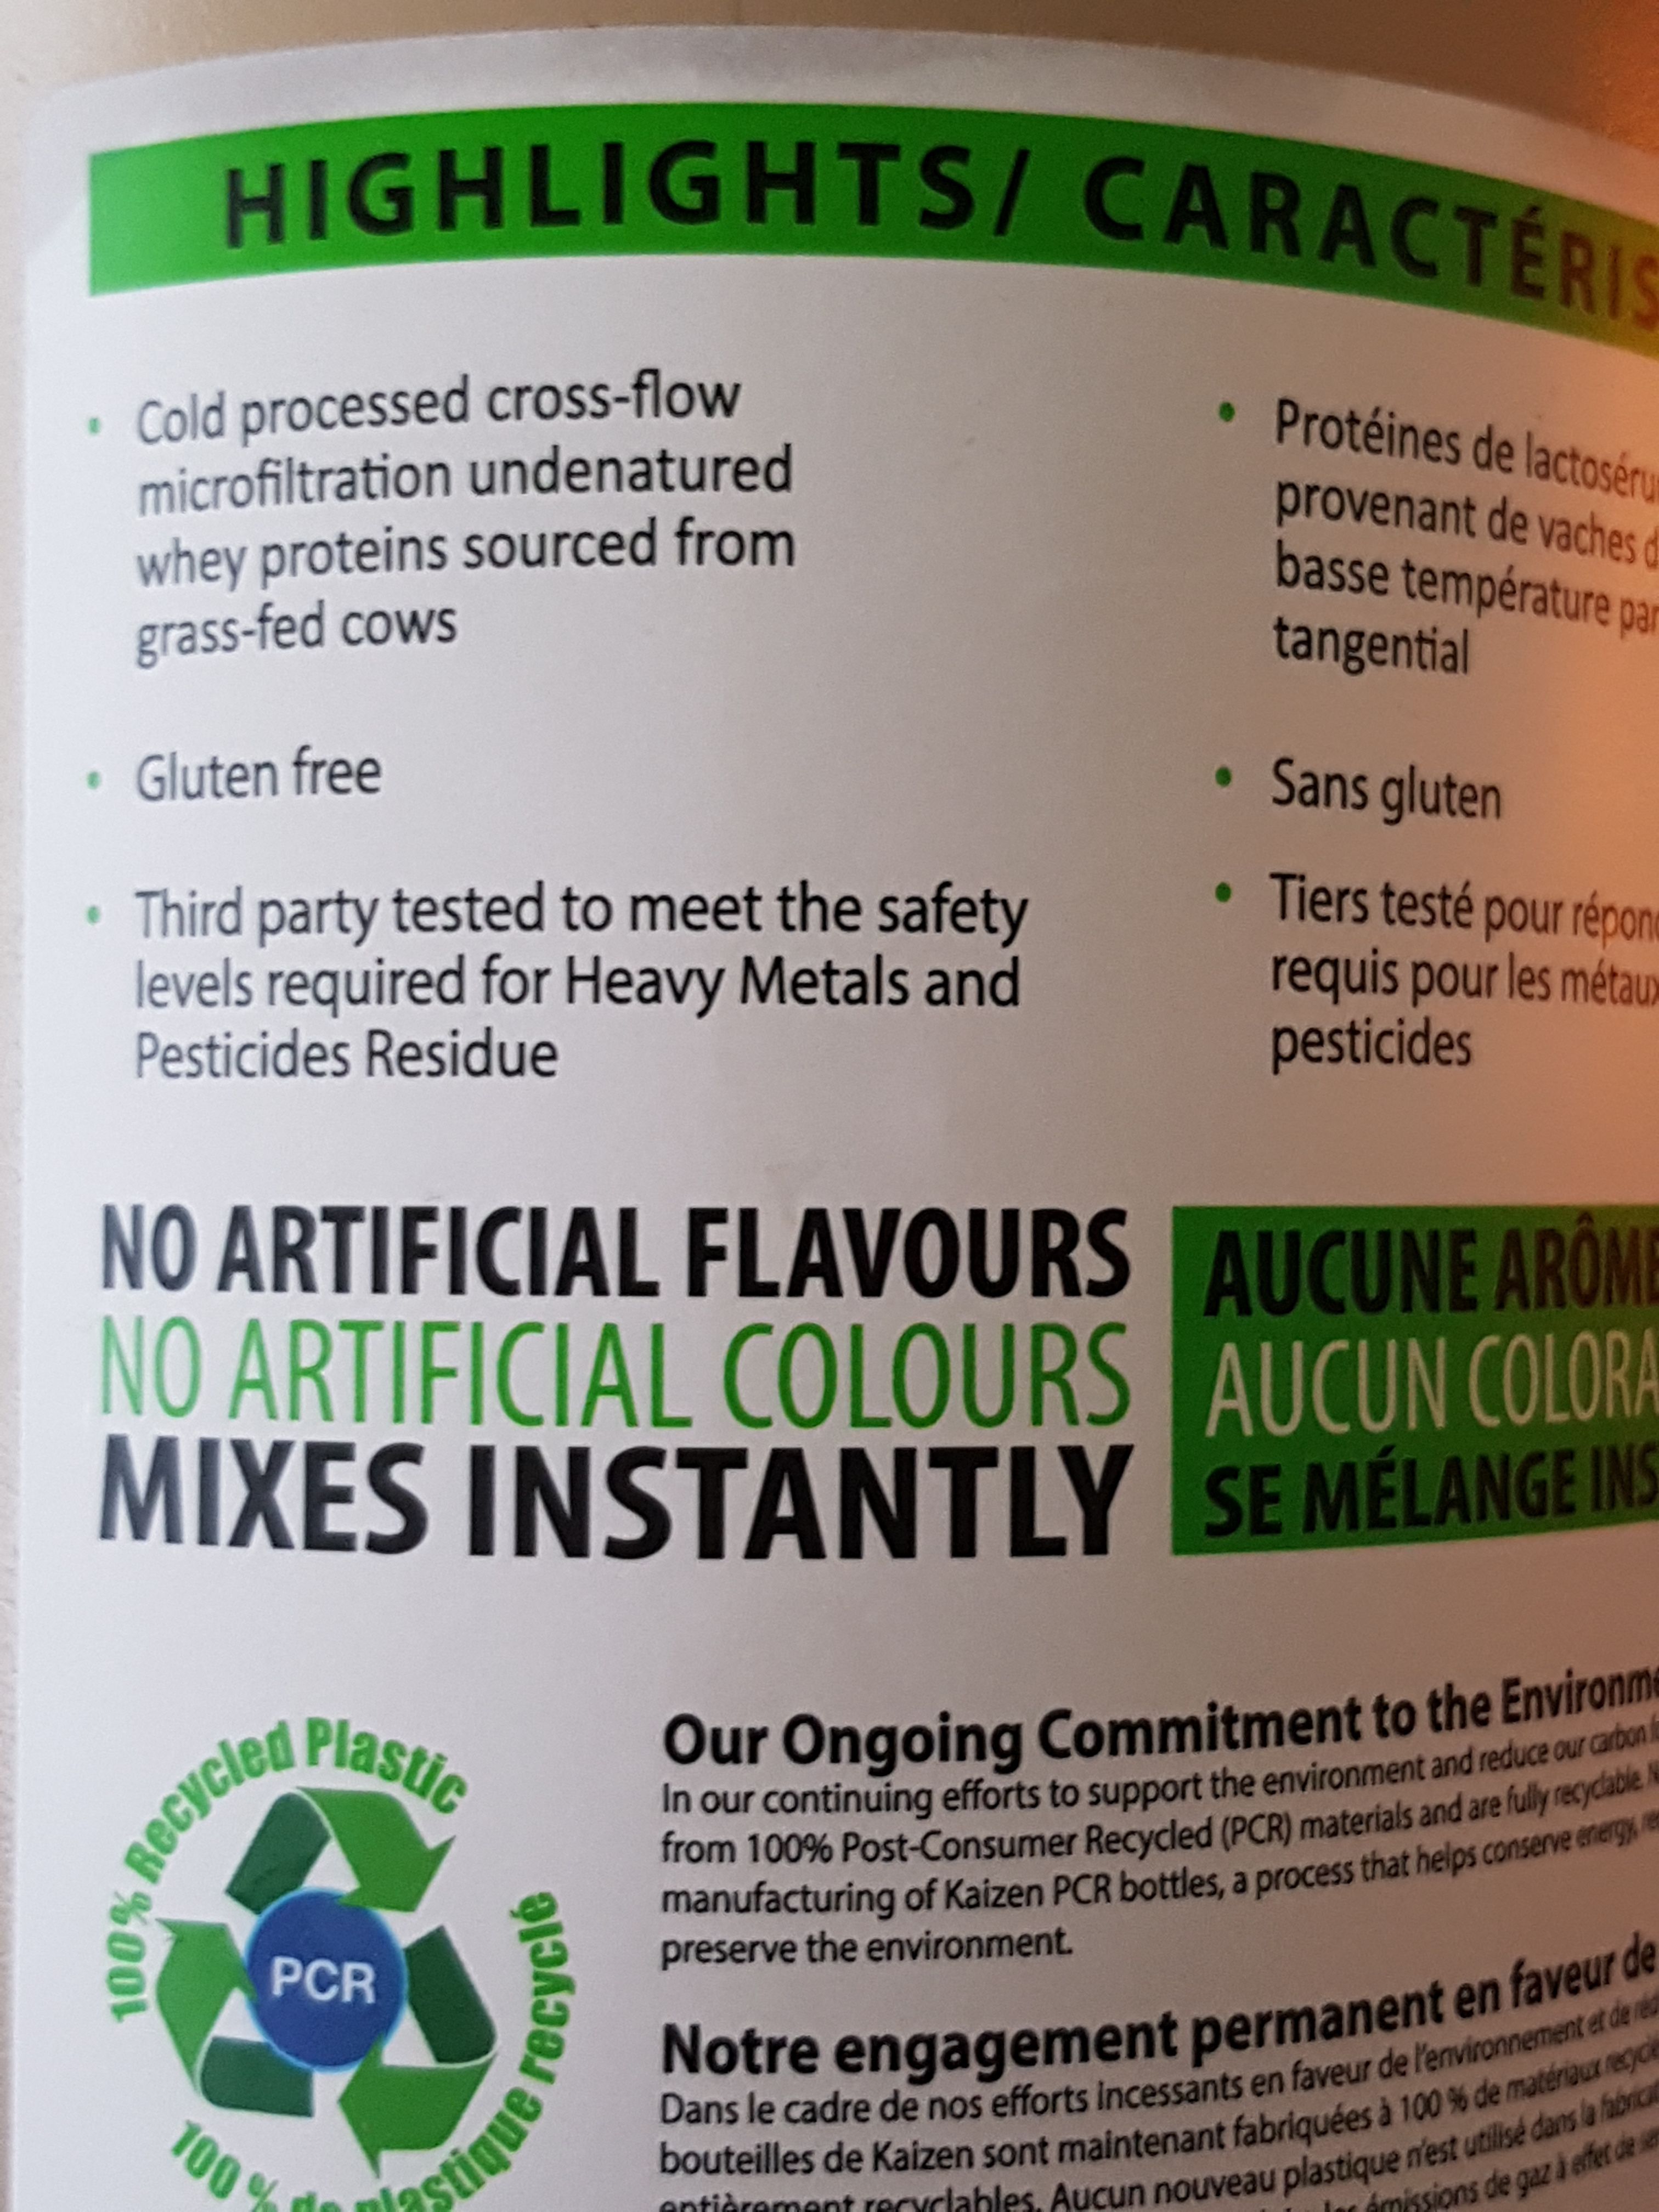 HIGHLIGHTS/ CARACTÉRIS
• Cold processed cross-flow
microfiltration undenatured
whey proteins sourced from
grass-fed cows
• Gluten free
• Third party tested to meet the safety
levels required for Heavy Metals and
Pesticides Residue
• Protéines de lactoséru
provenant de vaches d
basse température par
tangential
• Sans gluten
• Tiers testé pour répond
requis pour les métaux
pesticides
NO ARTIFICIAL FLAVOURS
NO ARTIFICIAL COLOURS
MIXES INSTANTLY
AUCUNE ARÔME
AUCUN COLORA
SE MÉLANGE INS
100% Recycled Plastic
PCR
100 % de plastique recyclé
Our Ongoing Commitment to the Environme
In our continuing efforts to support the environment and reduce our carbon
from 100% Post-Consumer Recycled (PCR) materials and are fully recyclable.
manufacturing of Kaizen PCR bottles, a process that helps conserve energy,
preserve the environment.
Notre engagement permanent en faveur de
Dans le cadre de nos efforts incessants en faveur de l'environnement et de
bouteilles de Kaizen sont maintenant fabriquées à 100 % de matériaux
entièrement recyclables. Aucun nouveau plastique n'est utilisé dans la
émissions de gaz à effet de